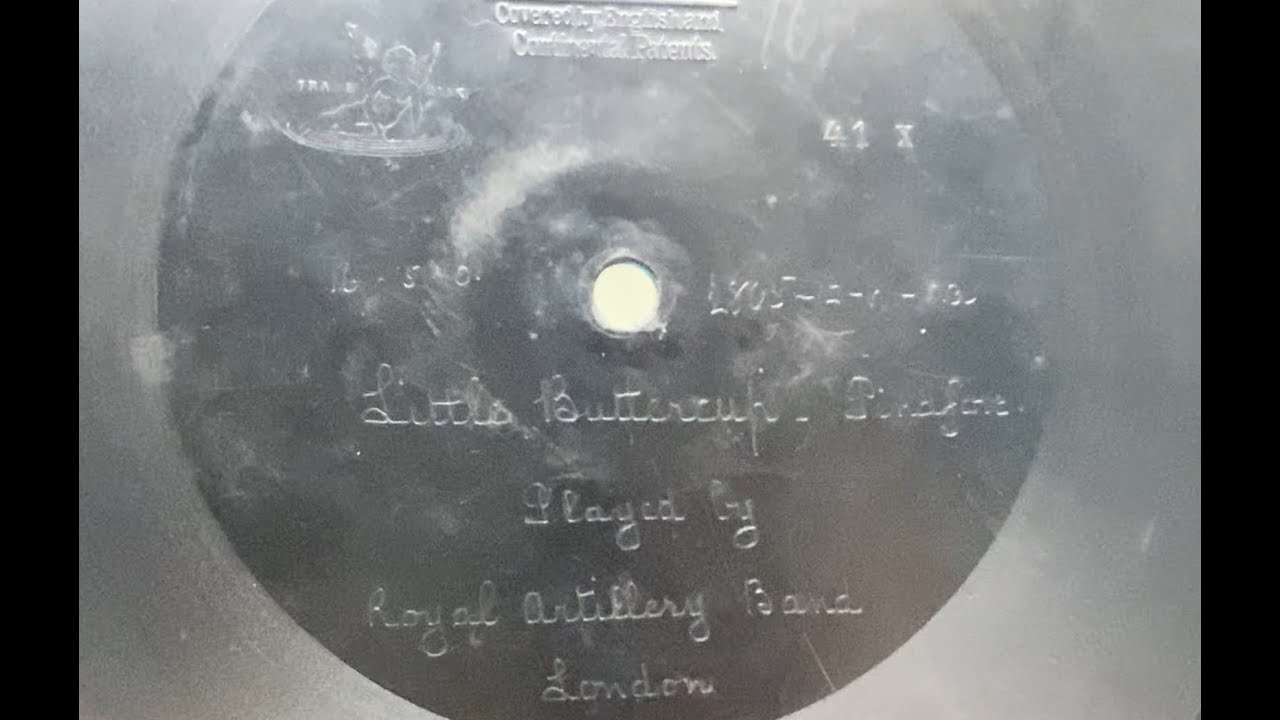 Covered by English and
Continental Patents.
41 X
Little Buttercup - Pinafore.
Played by
Royal Artillery Band
London